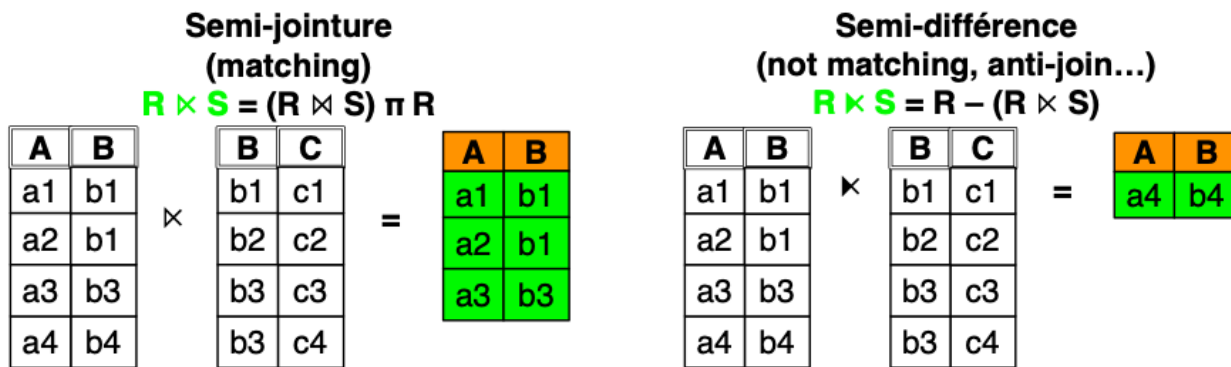 Semi-jointure
(matching)
R ⋉ S = (R ⋈ S) π R
A B B C A B
a1 b1 b1 c1 a1 b1
a2 b1 ⋉ b2 c2 = a2 b1
a3 b3 b3 c3 a3 b3
a4 b4 b3 c4
Semi-différence
(not matching, anti-join...)
R ⧔ S = R – (R ⋉ S)
A B B C A B
a1 b1 ⧔ b1 c1 = a4 b4
a2 b1 b2 c2
a3 b3 b3 c3
a4 b4 b3 c4